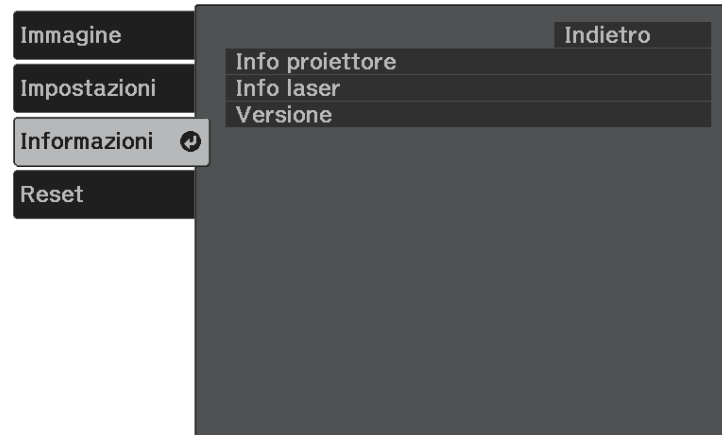 Immagine
Impostazioni
Informazioni
Reset
Indietro
Info proiettore
Info laser
Versione